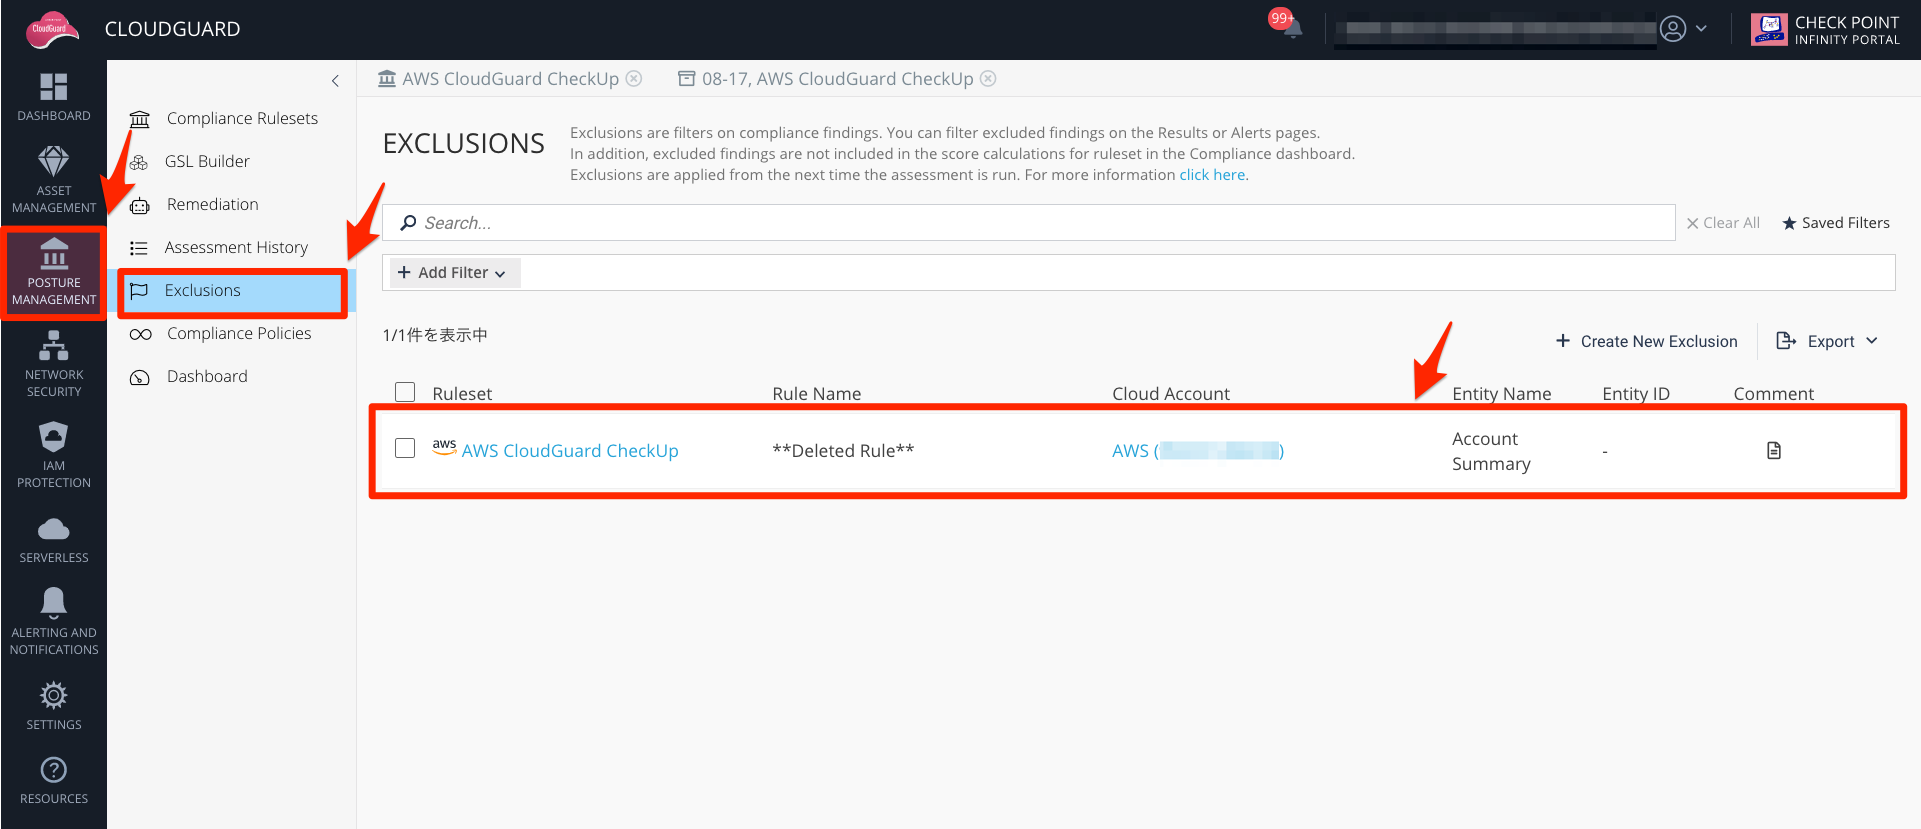 CloudGuard
CLOUDGUARD
99+
CHECK POINT
INFINITY PORTAL
DASHBOARD
ASSET
MANAGEMENT
POSTURE
MANAGEMENT
NETWORK
SECURITY
IAM
PROTECTION
SERVERLESS
ALERTING AND
NOTIFICATIONS
SETTINGS
RESOURCES
Compliance Rulesets
GSL Builder
Remediation
Assessment History
Exclusions
Compliance Policies
Dashboard
AWS CloudGuard CheckUp
08-17, AWS CloudGuard CheckUp
EXCLUSIONS
Exclusions are filters on compliance findings. You can filter excluded findings on the Results or Alerts pages.
In addition, excluded findings are not included in the score calculations for ruleset in the Compliance dashboard.
Exclusions are applied from the next time the assessment is run. For more information click here.
Search...
Clear All
Saved Filters
+ Add Filter
1/1件を表示中
+ Create New Exclusion
Export
Ruleset Rule Name Cloud Account Entity Name Entity ID Comment
aws AWS CloudGuard CheckUp **Deleted Rule** AWS ( ) Account Summary -